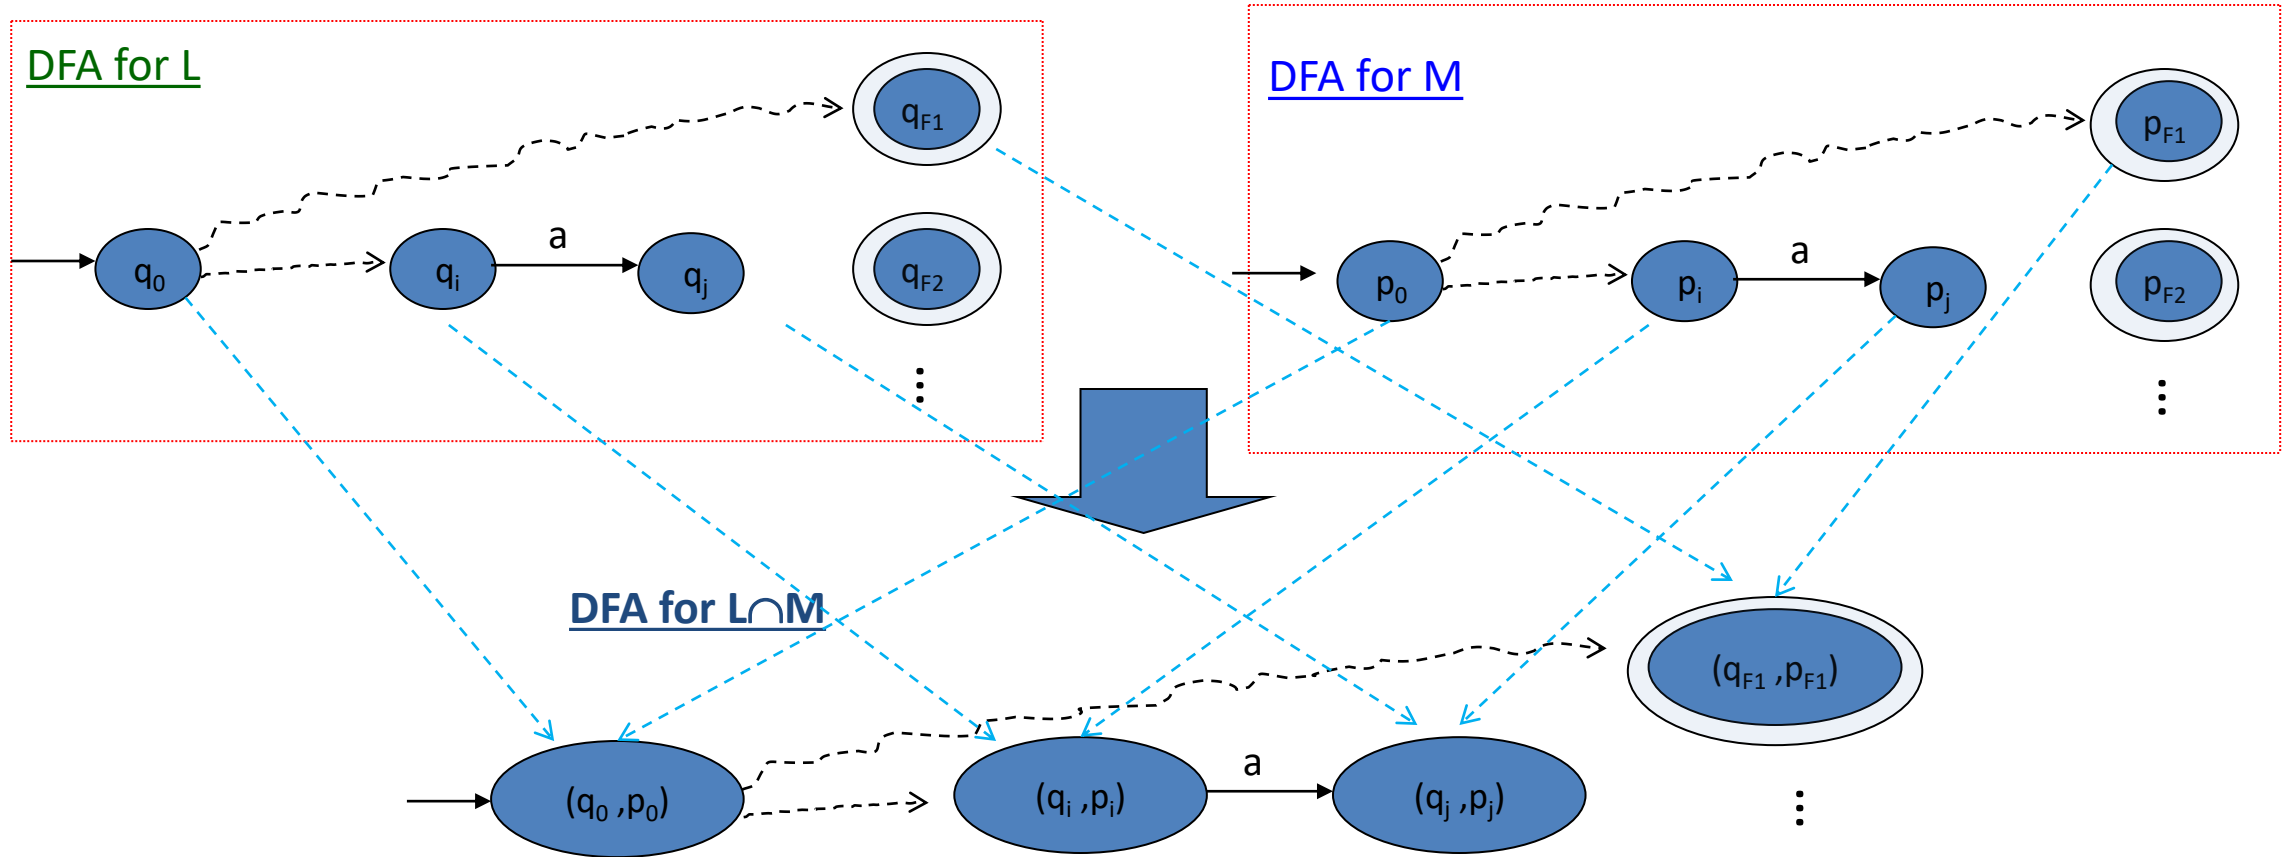 DFA for L
q0
qi
a
qj
qF1
qF2
⋮
DFA for M
p0
pi
a
pj
pF1
pF2
⋮
DFA for L∩M
(q0 ,p0)
(qi ,pi)
a
(qj ,pj)
(qF1 ,pF1)
⋮